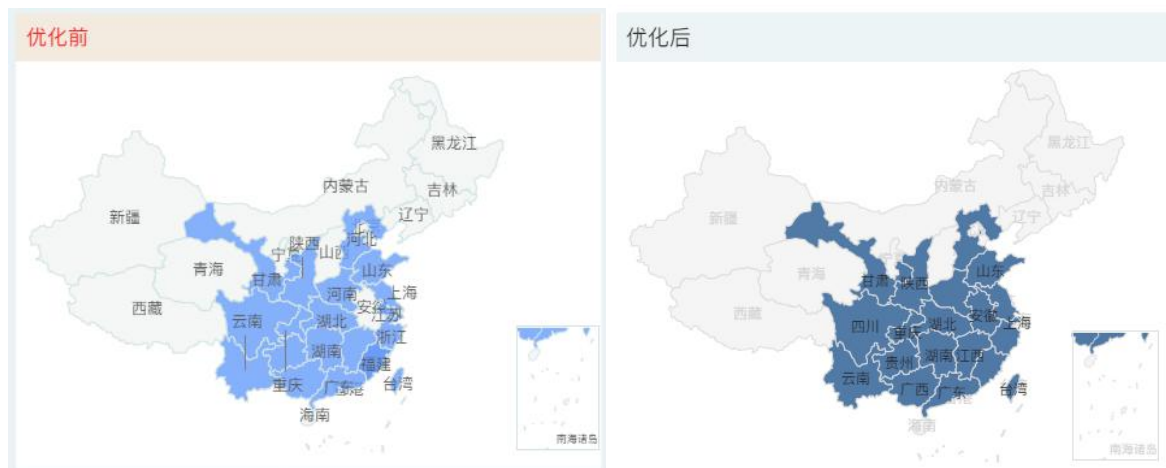 优化前
黑龙江
内蒙古
吉林
辽宁
新疆
河北
陕西
青海
甘肃
山东
西藏
河南
上海
安徽
江苏
云南
湖北
浙江
湖南
福建
重庆
广东
台湾
海南
南海诸岛
优化后
黑龙江
内蒙古
吉林
辽宁
新疆
青海
甘肃
陕西
山东
西藏
四川
重庆
湖北
安徽
上海
贵州
湖南
江西
云南
广西
广东
台湾
海南
南海诸岛